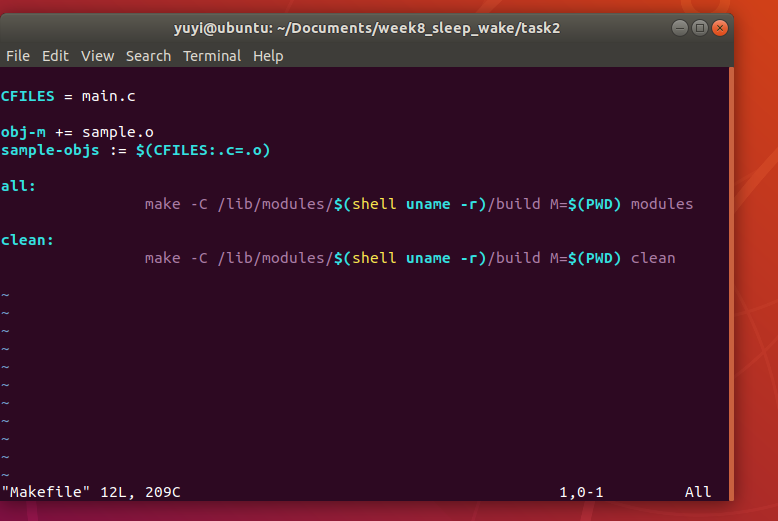 yuyi@ubuntu: ~/Documents/week8_sleep_wake/task2
File Edit View Search Terminal Help
CFILES = main.c
obj-m += sample.o
sample-objs := $(CFILES:.c=.o)
all:
make -C /lib/modules/$(shell uname -r)/build M=$(PWD) modules
clean:
make -C /lib/modules/$(shell uname -r)/build M=$(PWD) clean
~
~
~
~
~
~
~
~
~
~
~
"Makefile" 12L, 209C 1,0-1 All